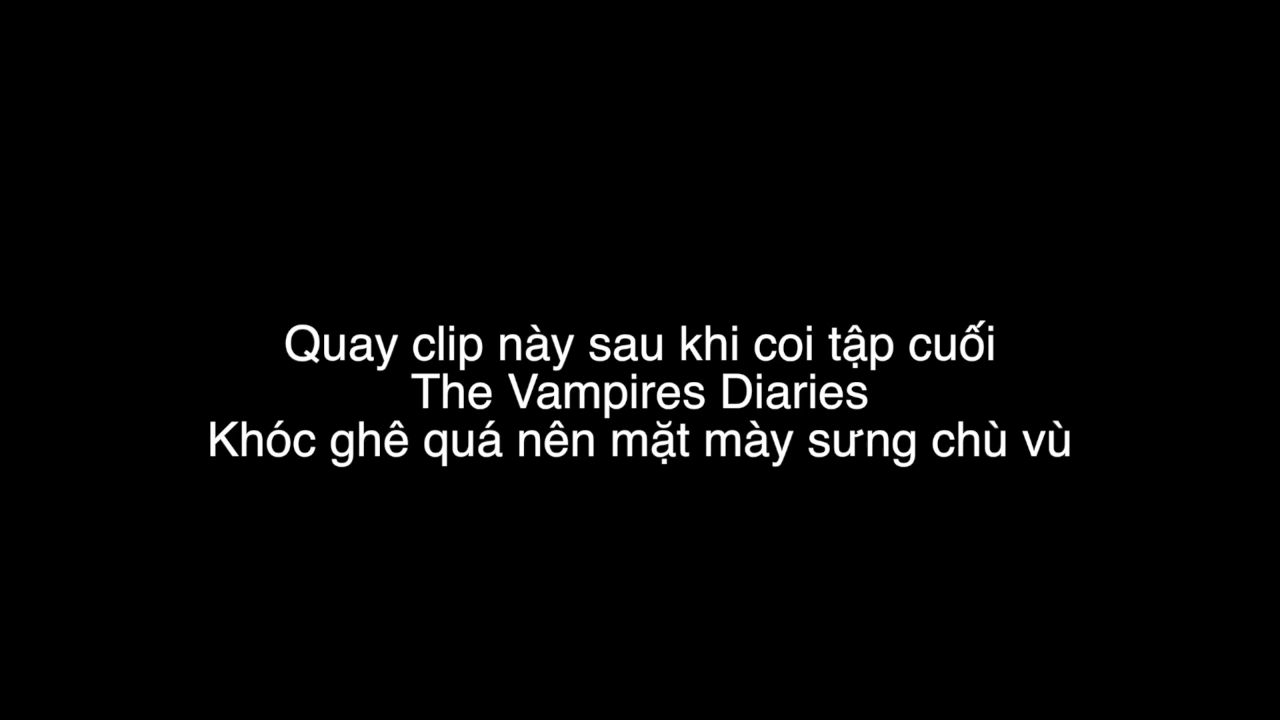 Quay clip này sau khi coi tập cuối
The Vampires Diaries
Khóc ghê quá nên mặt mày sưng chù vù